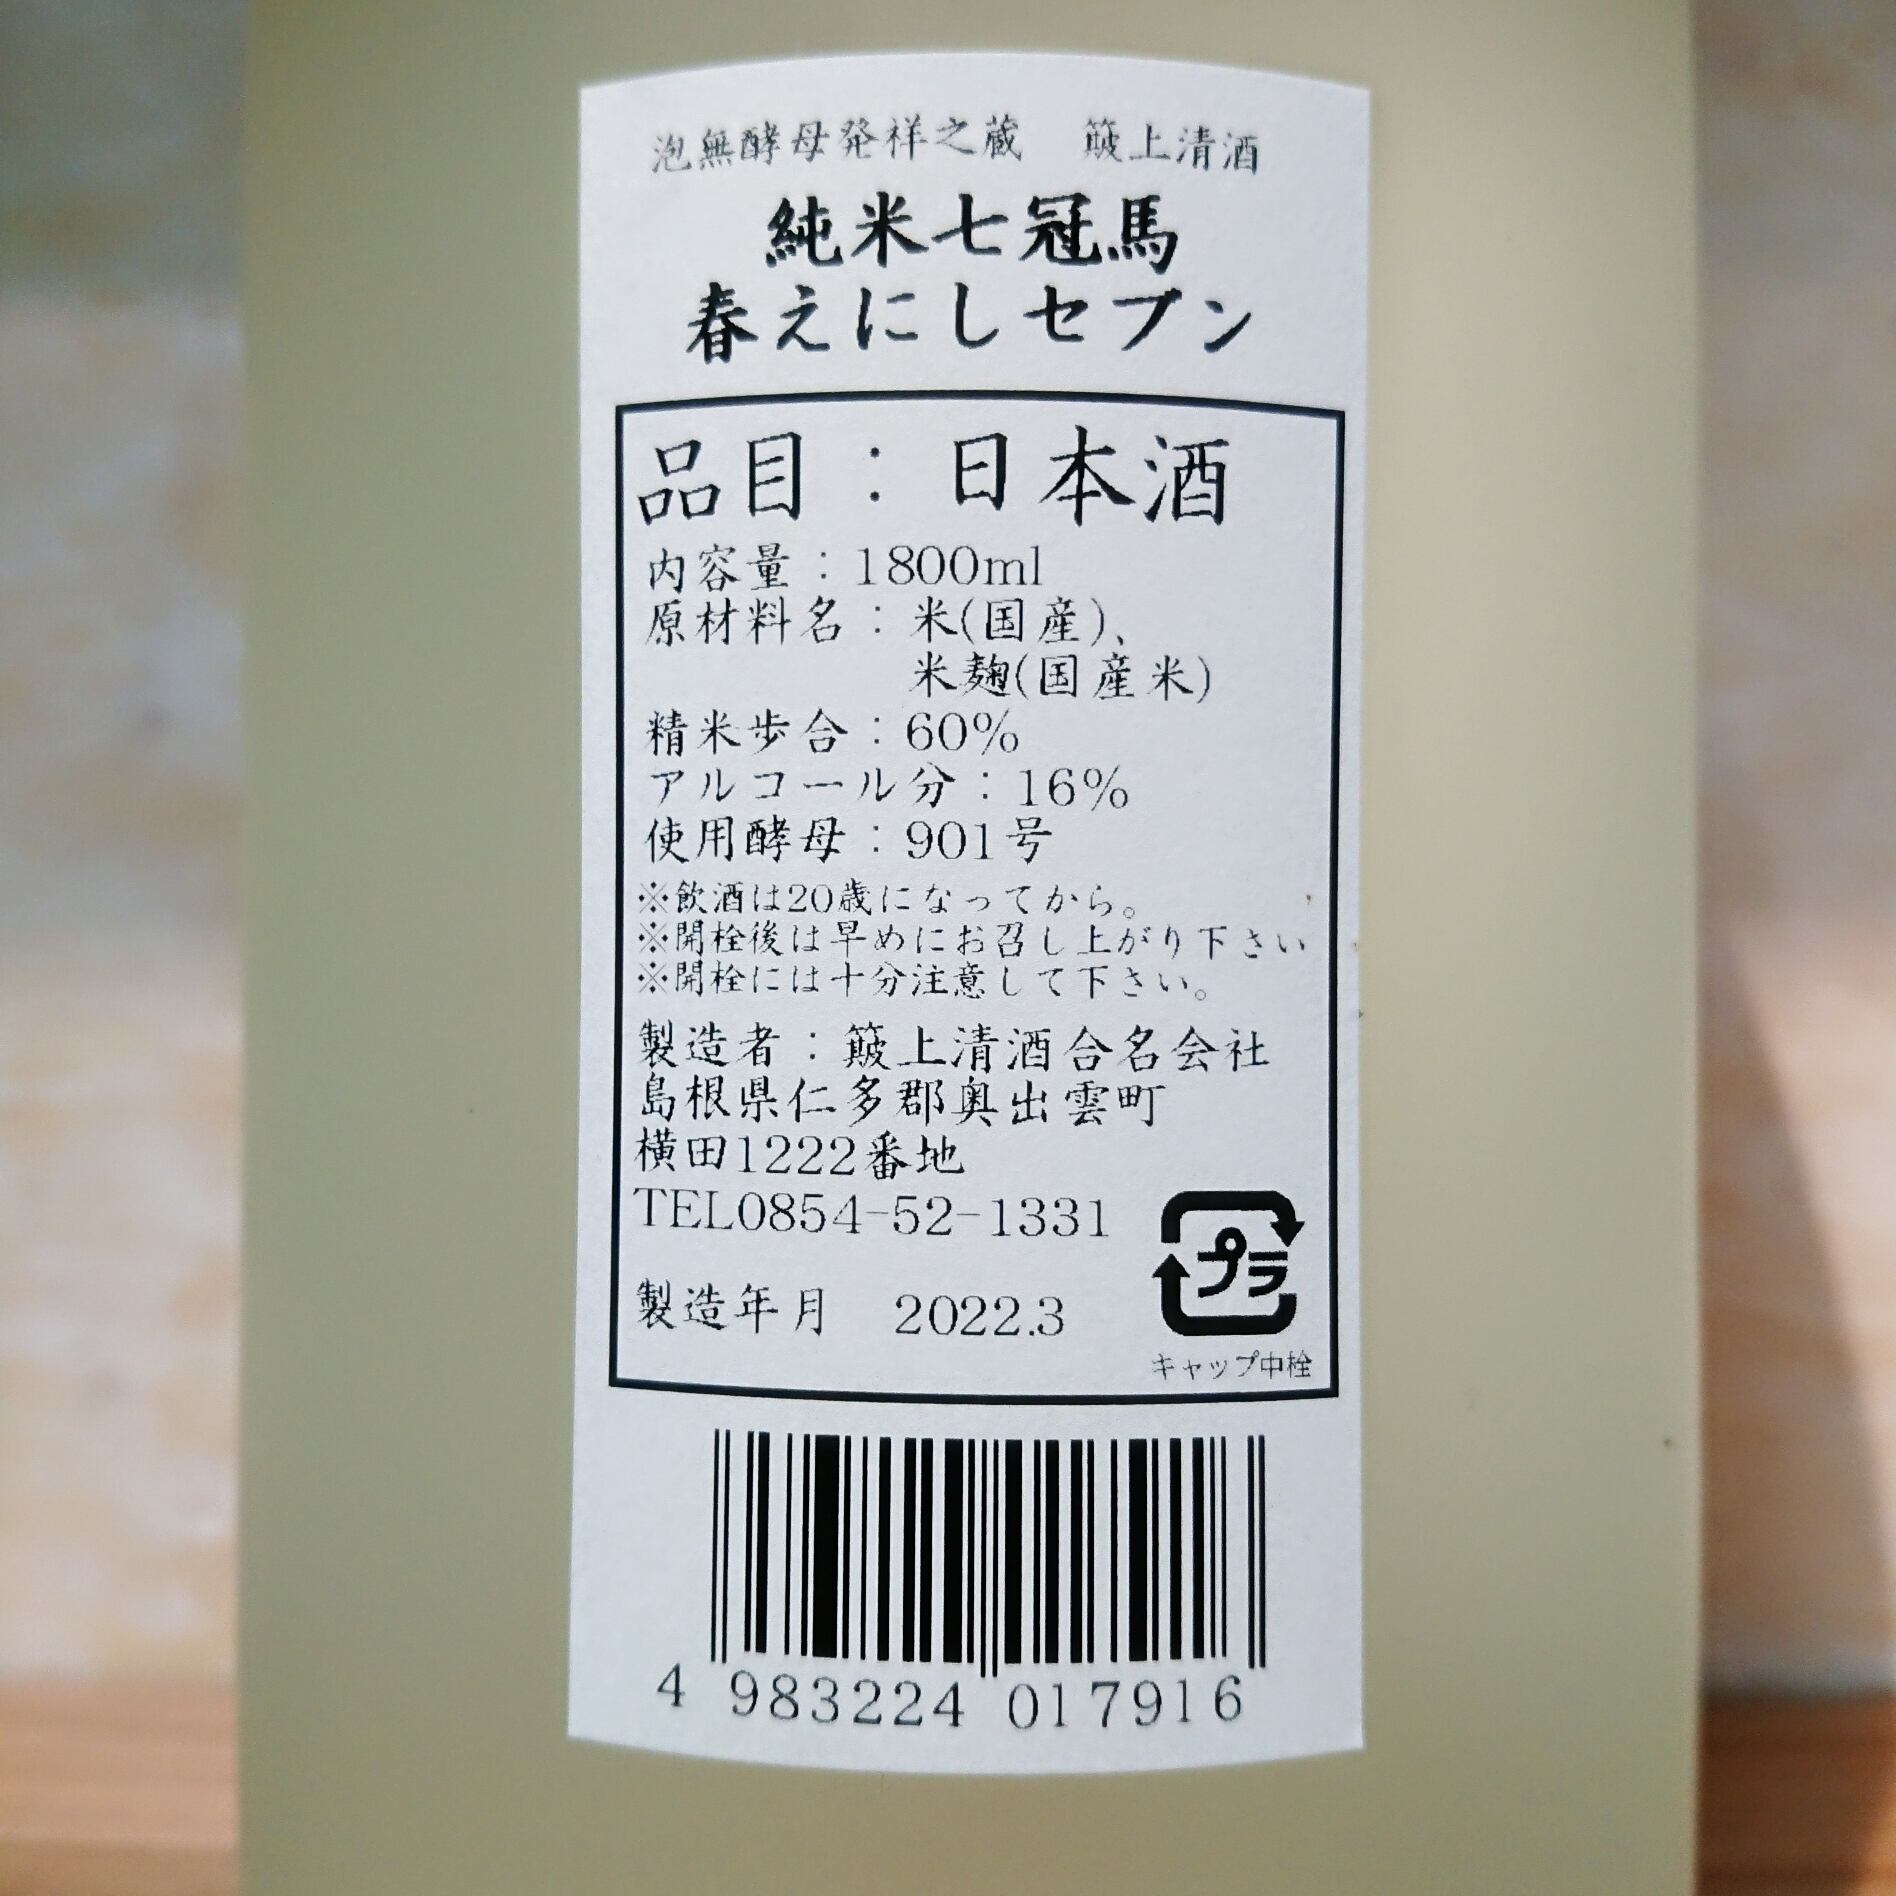 泡無酵母発祥之蔵　簸上清酒
純米七冠馬
春えにしセブン
品目：日本酒
内容量：1800ml
原材料名：米(国産)、
米麹(国産米)
精米歩合：60%
アルコール分：16%
使用酵母：901号
※飲酒は20歳になってから。
※開栓後は早めにお召し上がり下さい
※開栓には十分注意して下さい。
製造者：簸上清酒合名会社
島根県仁多郡奥出雲町
横田1222番地
TEL0854-52-1331
製造年月　2022.3
プラ
キャップ中栓
4 983224 017916